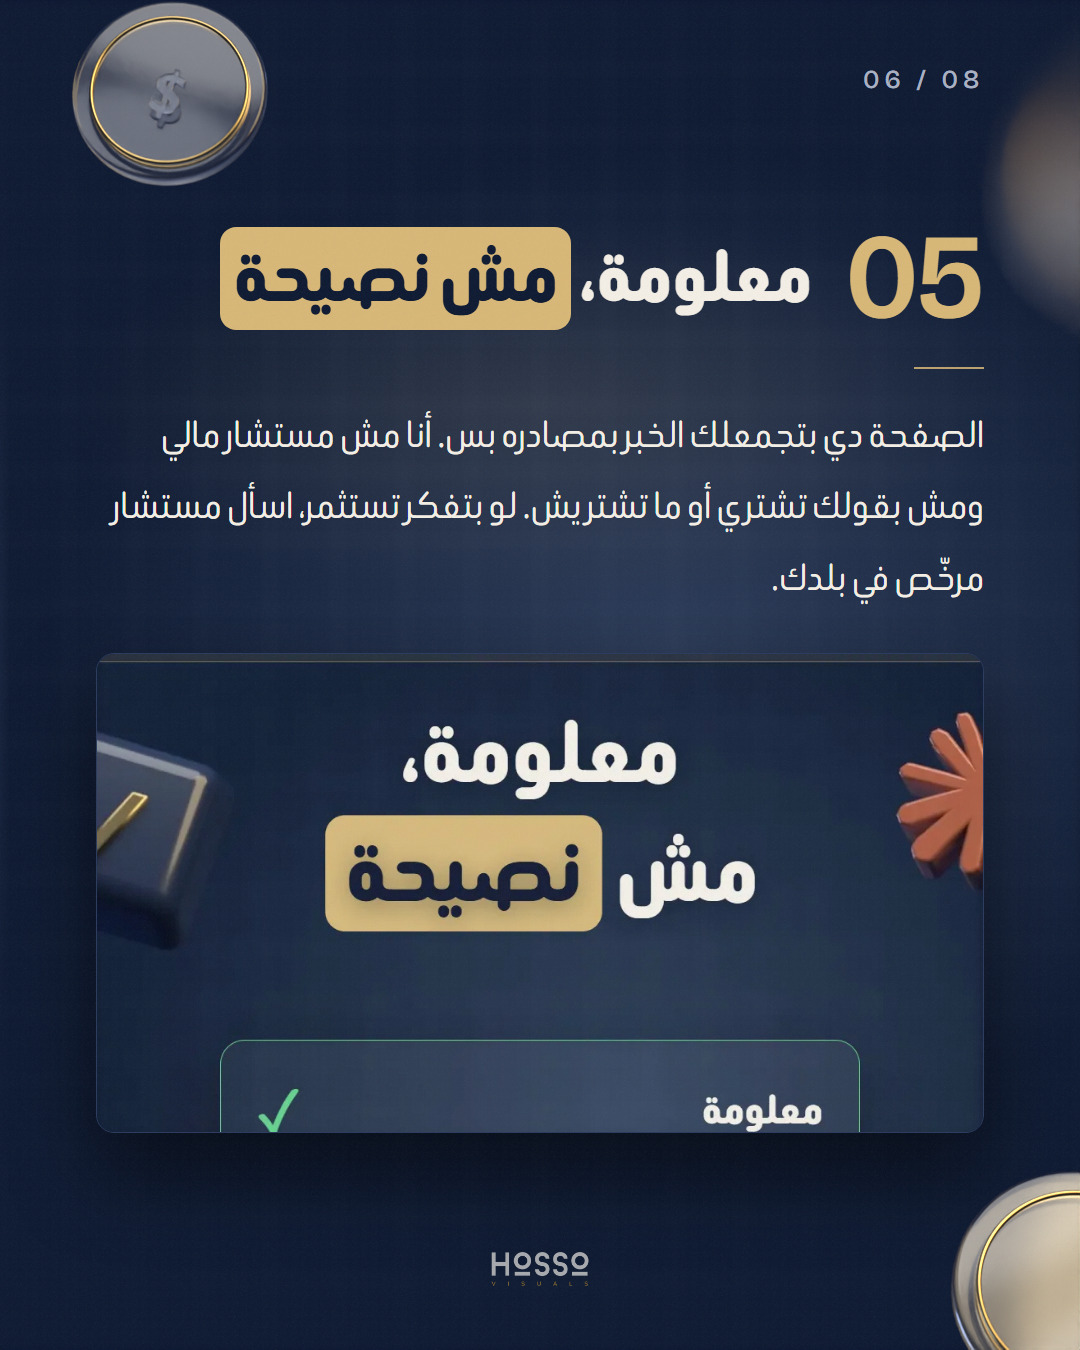 06 / 08
05 معلومة، مش نصيحة
الصفحة دي بتجمعلك الخبر بمصادره بس. أنا مش مستشار مالي
ومش بقولك تشتري أو ما تشتريش. لو بتفكر تستثمر، اسأل مستشار
مرخّص في بلدك.
معلومة،
مش نصيحة
معلومة
HOSSO
VISUALS